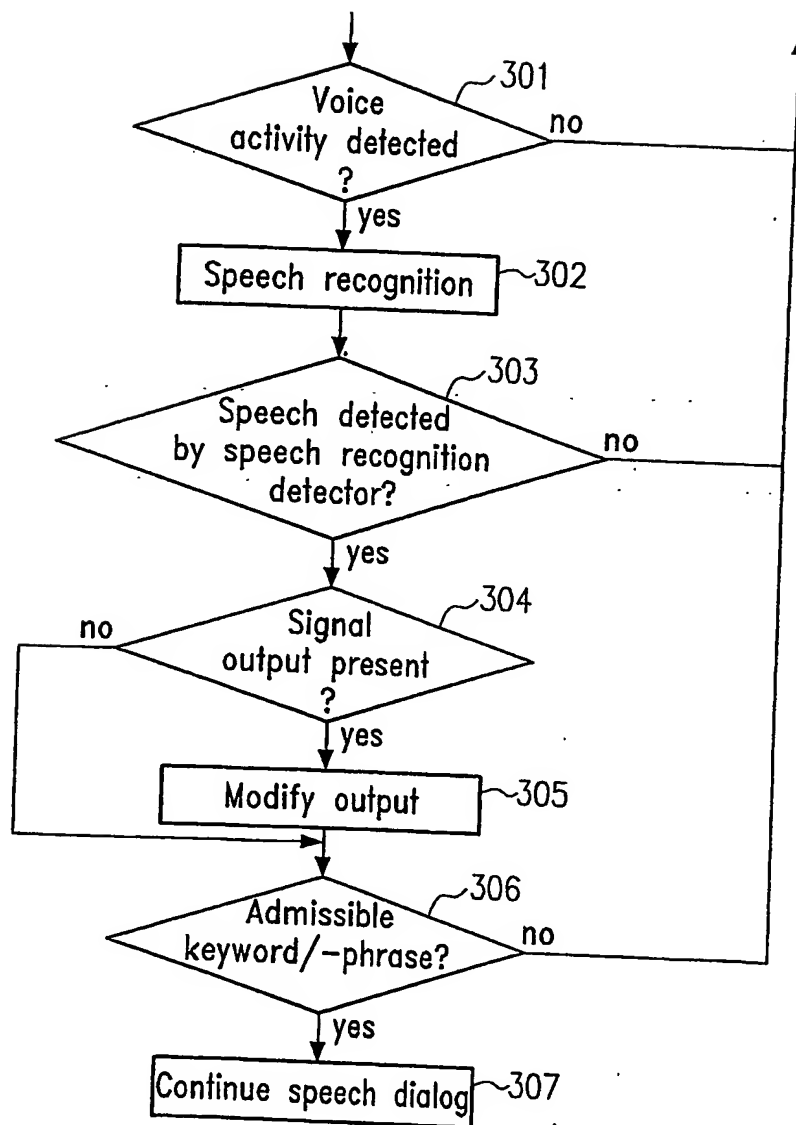 301
Voice
activity detected
?
no
yes
Speech recognition
302
303
Speech detected
by speech recognition
detector?
no
yes
304
no
Signal
output present
?
yes
Modify output
305
306
Admissible
keyword/-phrase?
no
yes
Continue speech dialog
307